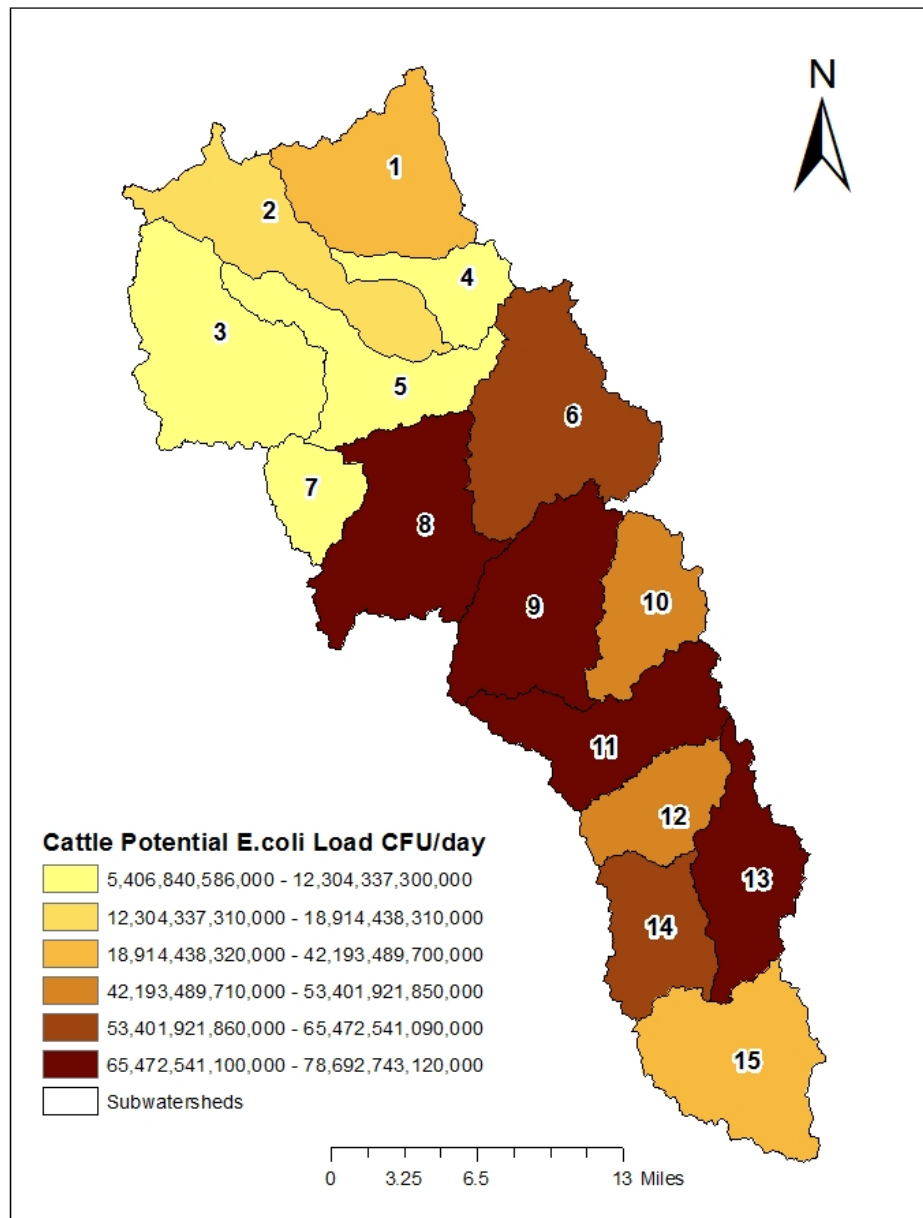 N
1
2
4
3
5
6
7
8
9
10
11
12
13
14
15
Cattle Potential E.coli Load CFU/day
5,406,840,586,000 - 12,304,337,300,000
12,304,337,310,000 - 18,914,438,310,000
18,914,438,320,000 - 42,193,489,700,000
42,193,489,710,000 - 53,401,921,850,000
53,401,921,860,000 - 65,472,541,090,000
65,472,541,100,000 - 78,692,743,120,000
Subwatersheds
0 3.25 6.5 13 Miles